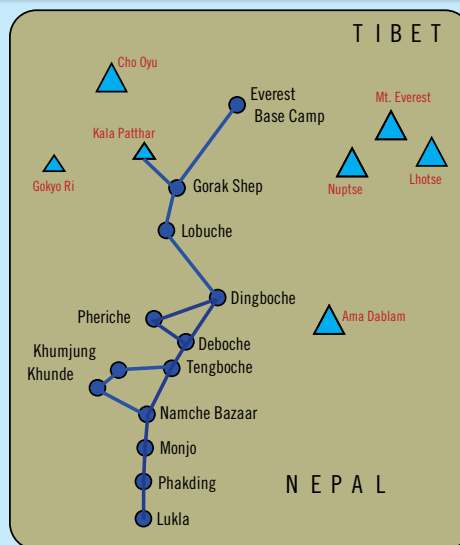 TIBET
Cho Oyu
Everest
Base Camp
Mt. Everest
Kala Patthar
Gokyo Ri
Gorak Shep
Nuptse
Lhotse
Lobuche
Dingboche
Pheriche
Ama Dablam
Deboche
Khumjung
Khunde
Tengboche
Namche Bazaar
Monjo
Phakding
NEPAL
Lukla